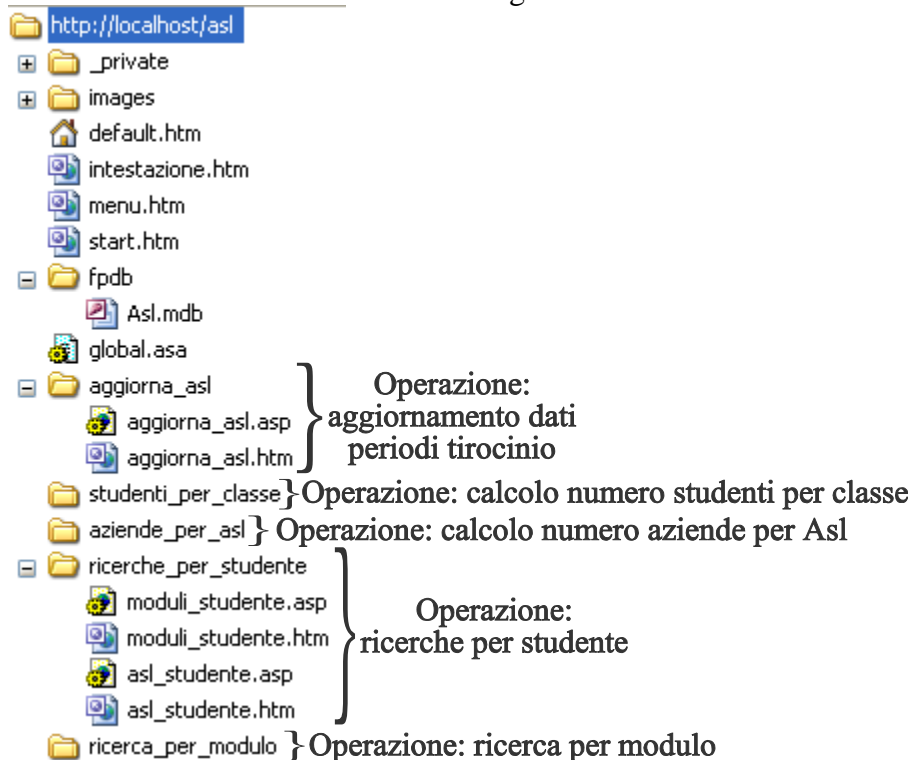 http://localhost/asl
_private
images
default.htm
intestazione.htm
menu.htm
start.htm
fpdb
Asl.mdb
global.asa
aggiorna_asl
aggiorna_asl.asp
aggiorna_asl.htm
Operazione:
aggiornamento dati
periodi tirocinio
studenti_per_classe } Operazione: calcolo numero studenti per classe
aziende_per_asl } Operazione: calcolo numero aziende per Asl
ricerche_per_studente
moduli_studente.asp
moduli_studente.htm
asl_studente.asp
asl_studente.htm
Operazione:
ricerche per studente
ricerca_per_modulo } Operazione: ricerca per modulo